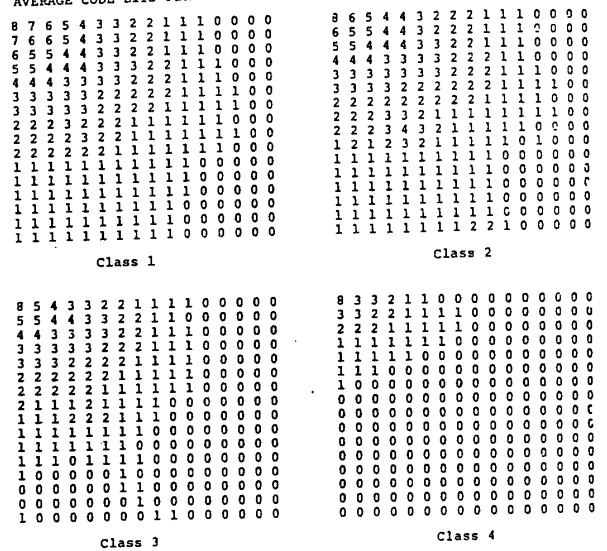 AVERAGE CODE BITS
8 7 6 5 4 3 3 2 2 1 1 1 0 0 0 0
7 6 6 5 4 3 3 2 2 1 1 1 0 0 0 0
6 5 5 4 4 3 3 2 2 1 1 1 0 0 0 0
5 5 4 4 4 3 3 2 2 1 1 1 0 0 0 0
4 4 4 3 3 3 3 2 2 1 1 1 0 0 0 0
3 3 3 3 3 2 2 2 2 1 1 1 1 0 0 0
3 3 3 3 2 2 2 2 1 1 1 1 1 0 0 0
2 2 2 3 2 2 2 1 1 1 1 1 1 0 0 0
2 2 2 3 2 2 1 1 1 1 1 1 1 0 0 0
2 2 2 2 2 2 1 1 1 1 1 1 0 0 0 0
1 1 1 1 1 1 1 1 1 1 1 0 0 0 0 0
1 1 1 1 1 1 1 1 1 1 1 0 0 0 0 0
1 1 1 1 1 1 1 1 1 1 1 0 0 0 0 0
1 1 1 1 1 1 1 1 1 1 0 0 0 0 0 0
1 1 1 1 1 1 1 1 1 1 0 0 0 0 0 0
1 1 1 1 1 1 1 1 1 1 0 0 0 0 0 0
Class 1
8 6 5 4 4 3 2 2 2 1 1 1 0 0 0 0
6 5 5 4 4 3 2 2 2 1 1 0 0 0 0
5 5 4 4 4 3 3 2 2 1 1 1 0 0 0 0
4 4 4 3 3 3 3 2 2 1 1 1 0 0 0 0
3 3 3 3 3 3 2 2 2 1 1 1 0 0 0 0
3 3 3 3 2 2 2 2 2 1 1 1 1 0 0 0
2 2 2 2 2 2 2 2 2 1 1 1 0 0 0 0
2 2 2 3 3 2 1 1 1 1 1 1 1 0 0 0
2 2 2 3 4 3 2 1 1 1 1 0 0 0 0
1 2 1 2 3 2 1 1 1 1 1 0 1 0 0 0
1 1 1 1 1 1 1 1 1 1 1 0 0 0 0 0
1 1 1 1 1 1 1 1 1 1 1 0 0 0 0
1 1 1 1 1 1 1 1 1 1 0 0 0 0 0
1 1 1 1 1 1 1 1 1 1 0 0 0 0 0 0
1 1 1 1 1 1 1 1 1 1 0 0 0 0 0
1 1 1 1 1 1 1 1 2 2 1 0 0 0 0 0
Class 2
8 5 4 3 3 2 2 1 1 1 1 0 0 0 0 0
5 5 4 4 3 3 2 2 1 1 1 0 0 0 0 0
4 4 3 3 3 3 2 2 1 1 1 0 0 0 0 0
3 3 3 3 3 2 2 2 1 1 1 0 0 0 0 0
3 3 3 2 2 2 2 1 1 1 1 0 0 0 0 0
2 2 2 2 2 2 1 1 1 1 1 0 0 0 0 0
2 2 2 2 2 1 1 1 1 1 1 0 0 0 0 0
2 1 1 1 2 1 1 1 1 0 0 0 0 0 0 0
1 1 1 2 2 1 1 1 1 0 0 0 0 0 0 0
1 1 1 1 1 1 1 1 0 0 0 0 0 0 0 0
1 1 1 1 1 1 1 0 0 0 0 0 0 0 0 0
1 1 1 0 1 1 1 1 0 0 0 0 0 0 0 0
1 0 0 0 0 0 1 0 0 0 0 0 0 0 0 0
0 0 0 0 0 0 1 1 0 0 0 0 0 0 0 0
0 0 0 0 0 0 0 1 0 0 0 0 0 0 0 0
1 0 0 0 0 0 0 0 1 1 0 0 0 0 0 0
Class 3
8 3 3 2 1 1 0 0 0 0 0 0 0 0 0 0
3 3 2 2 1 1 1 1 0 0 0 0 0 0 0
2 2 2 1 1 1 1 1 0 0 0 0 0 0 0 0
1 1 1 1 1 1 1 1 0 0 0 0 0 0 0 0
1 1 1 1 1 0 0 0 0 0 0 0 0 0 0 0
1 1 1 0 0 0 0 0 0 0 0 0 0 0 0 0
1 0 0 0 0 0 0 0 0 0 0 0 0 0 0 0
0 0 0 0 0 0 0 0 0 0 0 0 0 0 0 0
0 0 0 0 0 0 0 0 0 0 0 0 0 0 0
0 0 0 0 0 0 0 0 0 0 0 0 0 0 0
0 0 0 0 0 0 0 0 0 0 0 0 0 0 0 0
0 0 0 0 0 0 0 0 0 0 0 0 0 0 0 0
0 0 0 0 0 0 0 0 0 0 0 0 0 0 0 0
0 0 0 0 0 0 0 0 0 0 0 0 0 0 0 0
0 0 0 0 0 0 0 0 0 0 0 0 0 0 0 0
0 0 0 0 0 0 0 0 0 0 0 0 0 0 0 0
Class 4